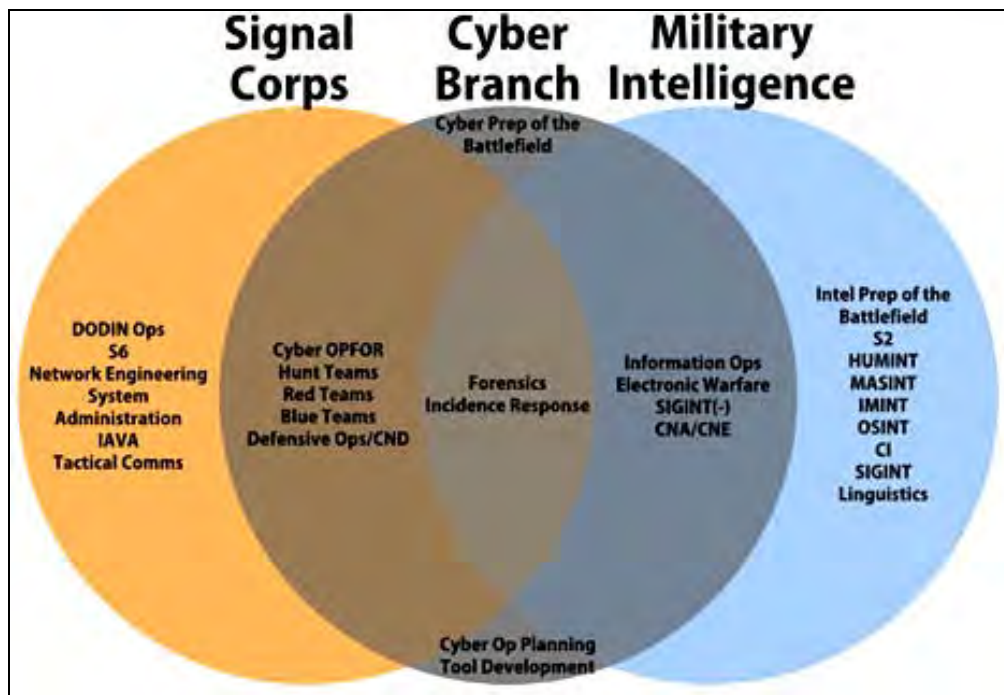 Signal
Corps
Cyber
Branch
Military
Intelligence
Cyber Prep of the
Battlefield
DODIN Ops
S6
Network Engineering
System
Administration
IAVA
Tactical Comms
Cyber OPFOR
Hunt Teams
Red Teams
Blue Teams
Defensive Ops/CND
Forensics
Incidence Response
Information Ops
Electronic Warfare
SIGINT(-)
CNA/CNE
Intel Prep of the
Battlefield
S2
HUMINT
MASINT
IMINT
OSINT
CI
SIGINT
Linguistics
Cyber Op Planning
Tool Development